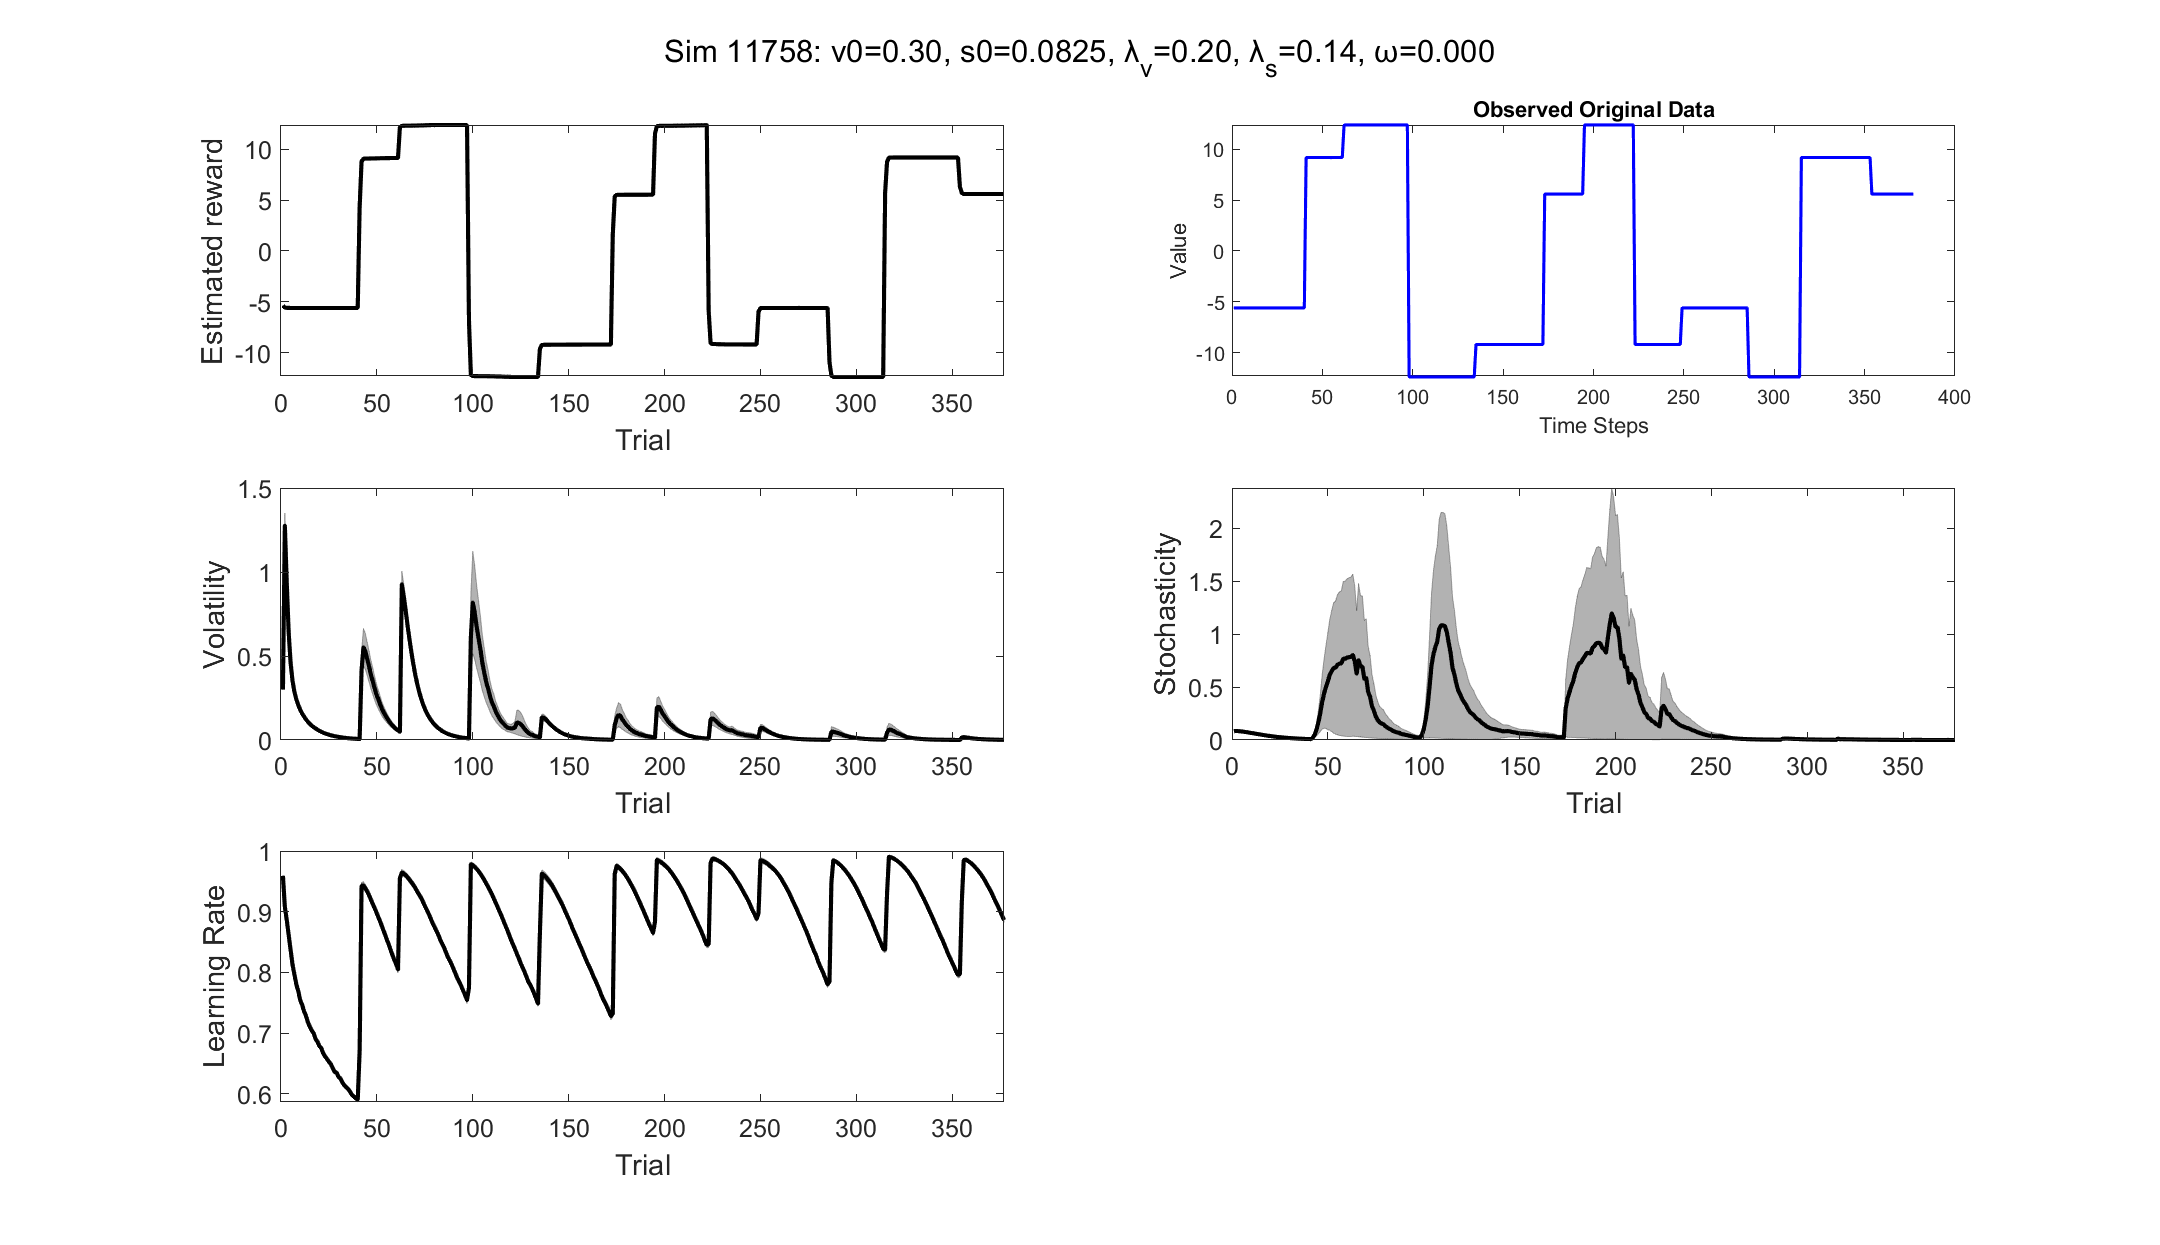 Sim 11758: v0=0.30, s0=0.0825, λ_v=0.20, λ_s=0.14, ω=0.000
Estimated reward
10
5
0
-5
-10
0 50 100 150 200 250 300 350
Trial
Observed Original Data
Value
10
5
0
-5
-10
0 50 100 150 200 250 300 350 400
Time Steps
Volatility
1.5
1
0.5
0
0 50 100 150 200 250 300 350
Trial
Stochasticity
2
1.5
1
0.5
0
0 50 100 150 200 250 300 350
Trial
Learning Rate
1
0.9
0.8
0.7
0.6
0 50 100 150 200 250 300 350
Trial